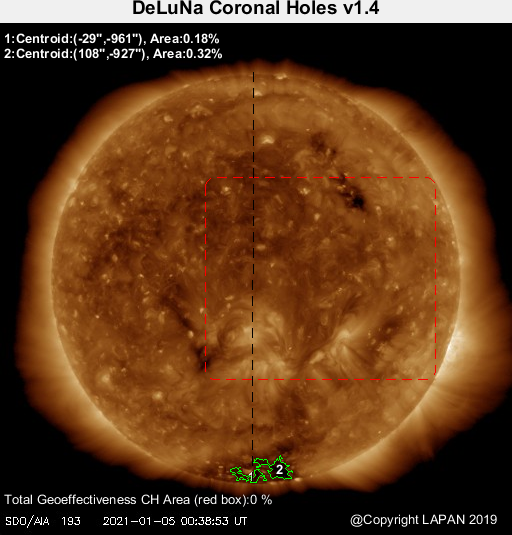 DeLuNa Coronal Holes v1.4
1:Centroid:(-29",-961"), Area:0.18%
2:Centroid:(108",-927"), Area:0.32%
1
2
Total Geoeffectiveness CH Area (red box):0 %
SDO/AIA 193 2021-01-05 00:38:53 UT
@Copyright LAPAN 2019